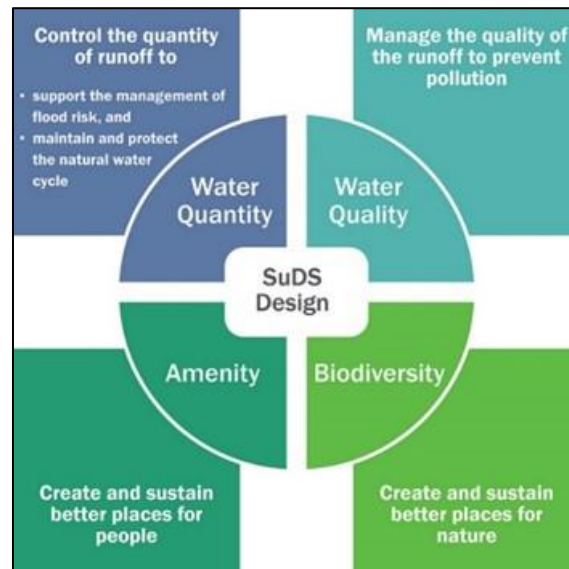 Control the quantity
of runoff to
• support the management of
flood risk, and
• maintain and protect
the natural water
cycle
Manage the quality of
the runoff to prevent
pollution
Water
Quantity
Water
Quality
SuDS
Design
Amenity
Biodiversity
Create and sustain
better places for
people
Create and sustain
better places for
nature